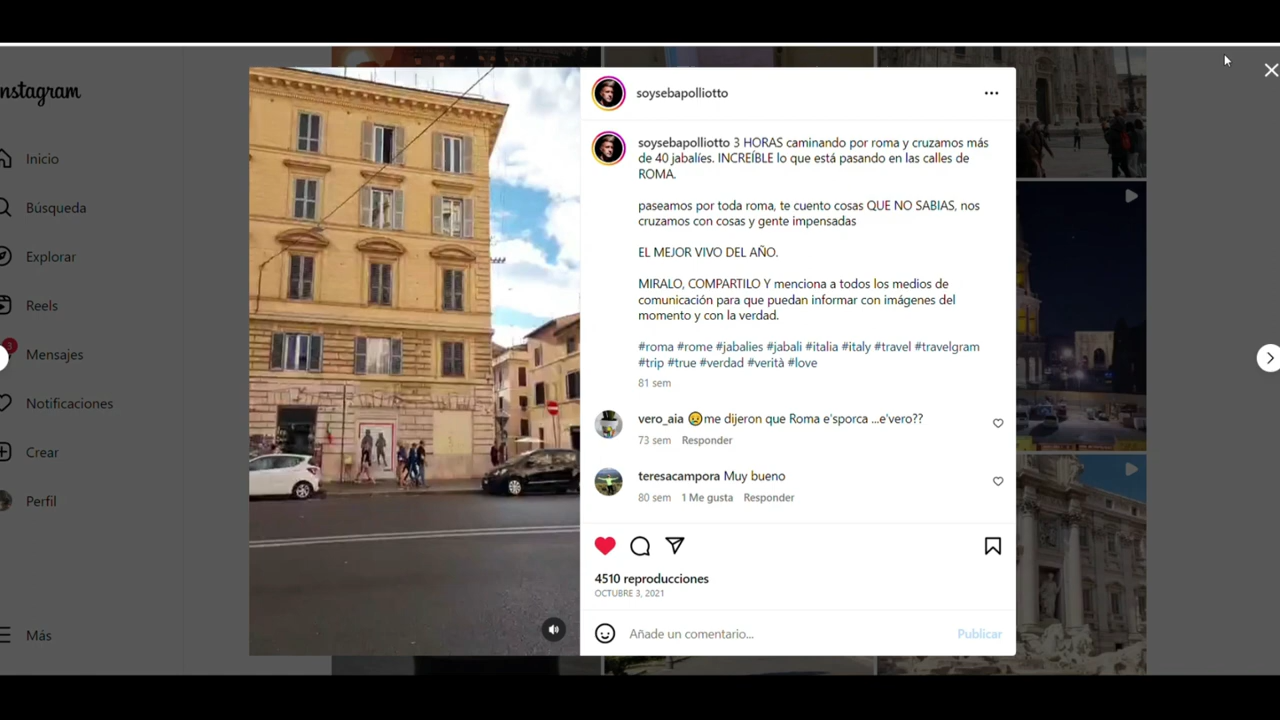 nstagram
Inicio
Búsqueda
Explorar
Reels
3
Mensajes
Notificaciones
Crear
Perfil
Más
soysebapolliotto
soysebapolliotto 3 HORAS caminando por roma y cruzamos más
de 40 jabalíes. INCREÍBLE lo que está pasando en las calles de
ROMA.
paseamos por toda roma, te cuento cosas QUE NO SABIAS, nos
cruzamos con cosas y gente impensadas
EL MEJOR VIVO DEL AÑO.
MIRALO, COMPARTILO Y menciona a todos los medios de
comunicación para que puedan informar con imágenes del
momento y con la verdad.
#roma #rome #jabalies #jabali #italia #italy #travel #travelgram
#trip #true #verdad #verità #love
81 sem
vero_aia 😥me dijeron que Roma e'sporca ...e'vero??
73 sem Responder
teresacampora Muy bueno
80 sem 1 Me gusta Responder
4510 reproducciones
OCTUBRE 3, 2021
Añade un comentario...
Publicar